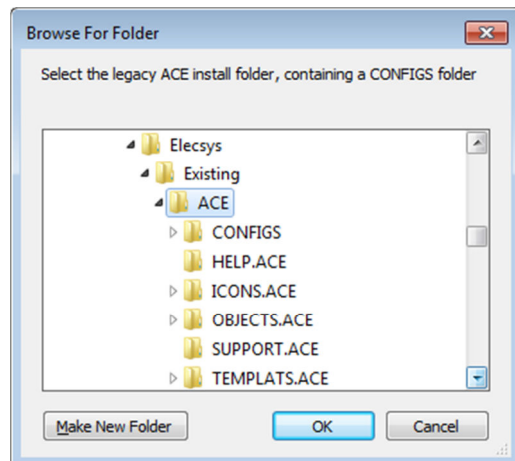 Browse For Folder
Select the legacy ACE install folder, containing a CONFIGS folder
Elecsys
Existing
ACE
CONFIGS
HELP.ACE
ICONS.ACE
OBJECTS.ACE
SUPPORT.ACE
TEMPLATS.ACE
Make New Folder OK Cancel